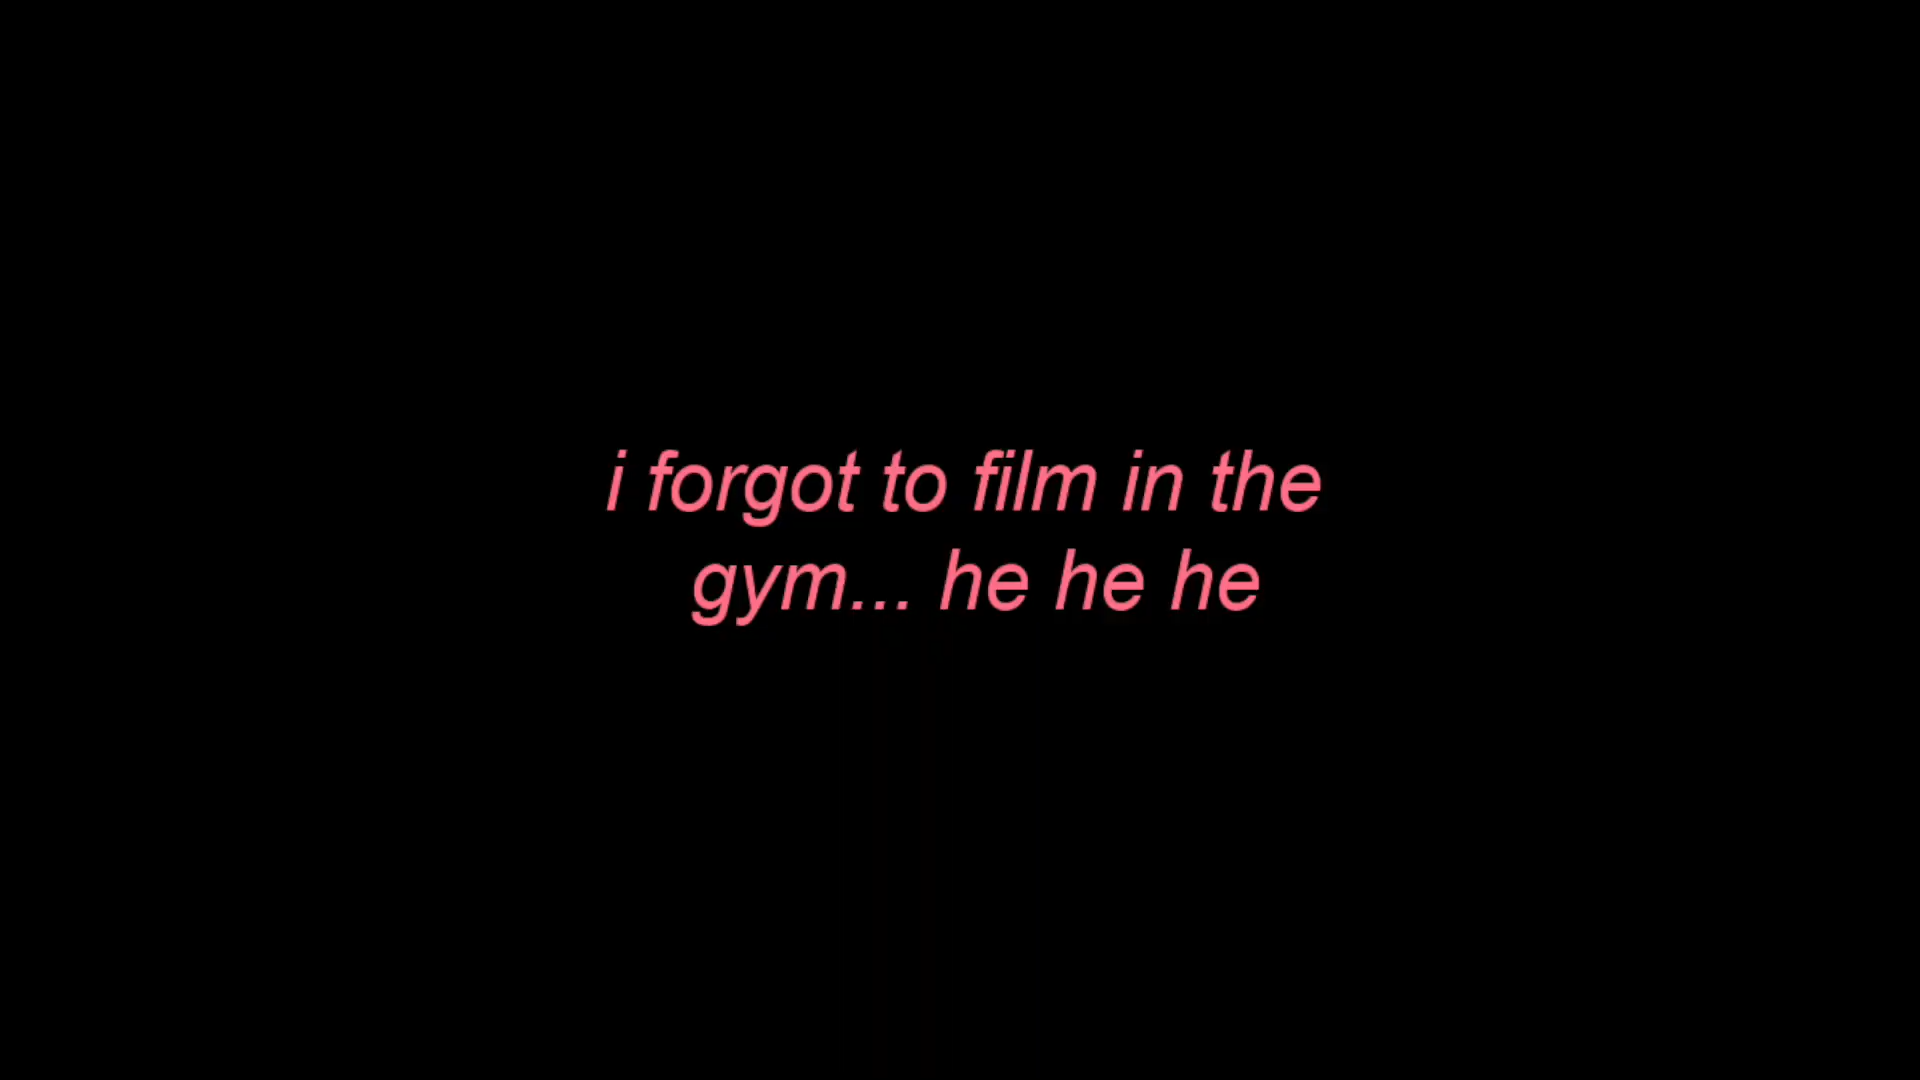 i forgot to film in the
gym... he he he